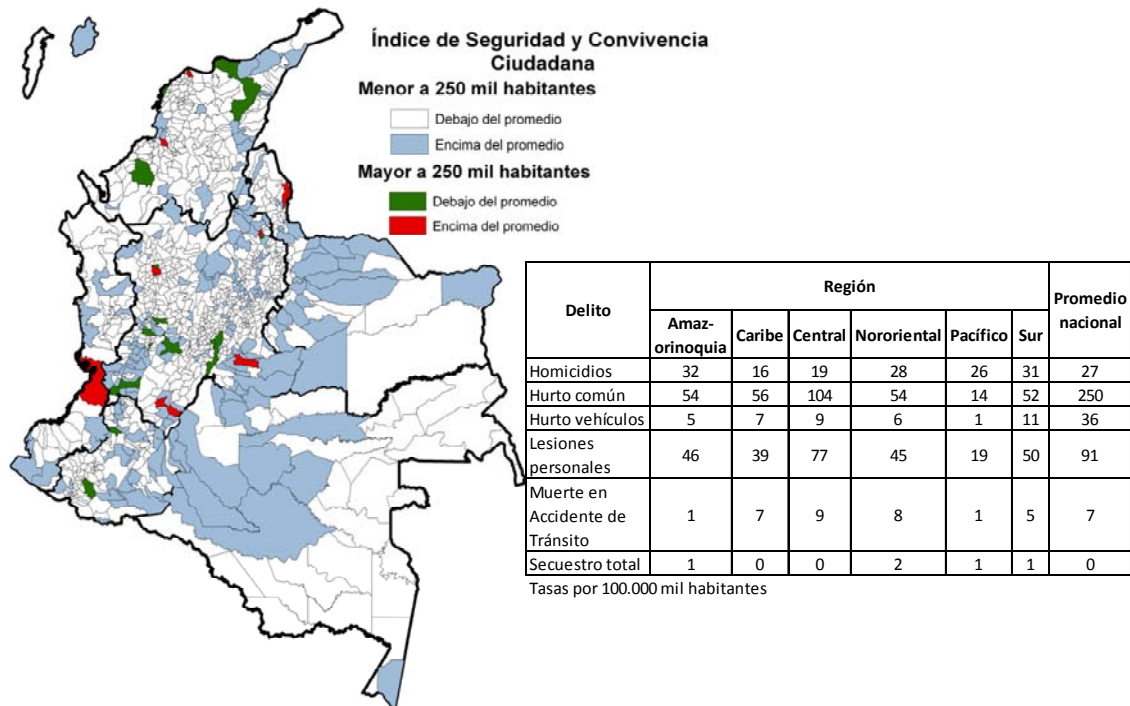 Índice de Seguridad y Convivencia
Ciudadana
Menor a 250 mil habitantes
Debajo del promedio
Encima del promedio
Mayor a 250 mil habitantes
Debajo del promedio
Encima del promedio
Delito Región Promedio nacional
Amaz-orinoquia Caribe Central Nororiental Pacífico Sur
Homicidios 32 16 19 28 26 31 27
Hurto común 54 56 104 54 14 52 250
Hurto vehículos 5 7 9 6 1 11 36
Lesiones personales 46 39 77 45 19 50 91
Muerte en Accidente de Tránsito 1 7 9 8 1 5 7
Secuestro total 1 0 0 2 1 1 0
Tasas por 100.000 mil habitantes